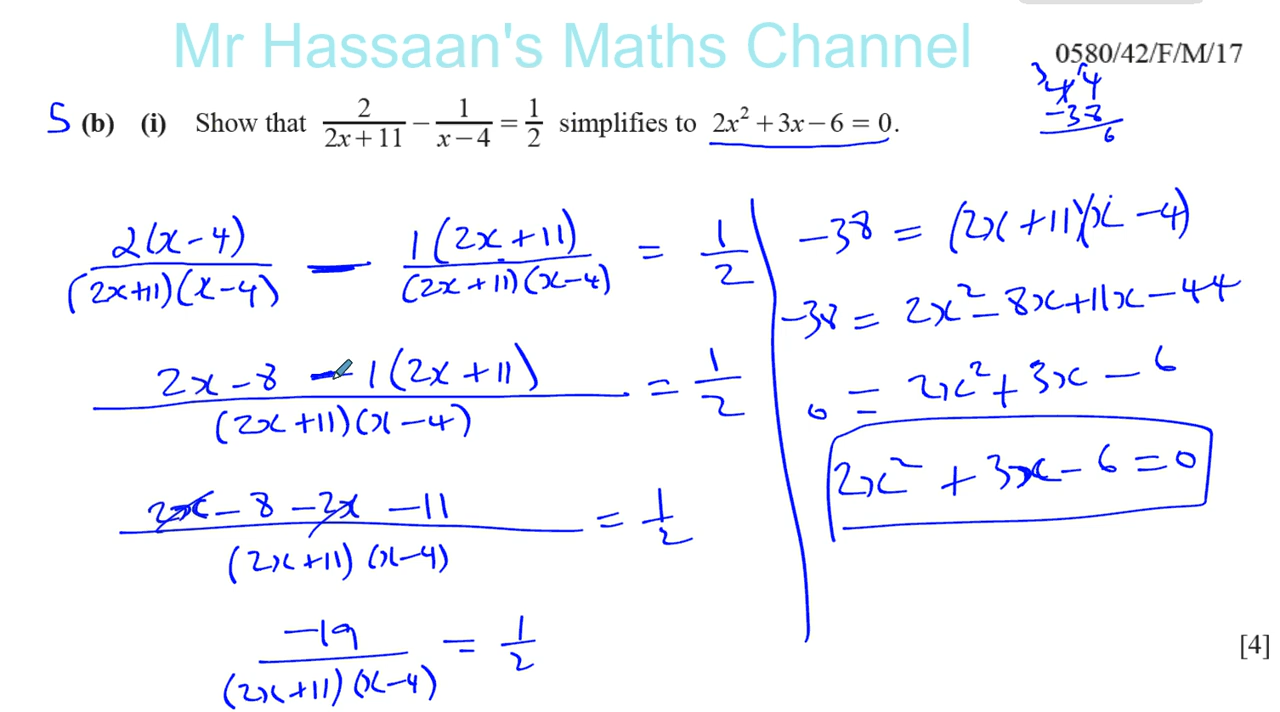 Mr Hassaan's Maths Channel
0580/42/F/M/17
5 (b) (i) Show that 2/(2x+11) − 1/(x−4) = 1/2 simplifies to 2x² + 3x − 6 = 0.
44
−38
6
2(x−4)/((2x+11)(x−4)) − 1(2x+11)/((2x+11)(x−4)) = 1/2
(2x−8 − 1(2x+11))/((2x+11)(x−4)) = 1/2
(2x−8−2x−11)/((2x+11)(x−4)) = 1/2
−19/((2x+11)(x−4)) = 1/2
−38 = (2x+11)(x−4)
−38 = 2x²−8x+11x−44
0 = 2x²+3x−6
2x²+3x−6=0
[4]